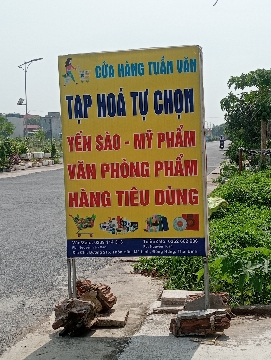 CỬA HÀNG TUẤN VÂN
TẠP HOÁ TỰ CHỌN
YẾN SÀO - MỸ PHẨM
VĂN PHÒNG PHẨM
HÀNG TIÊU DÙNG